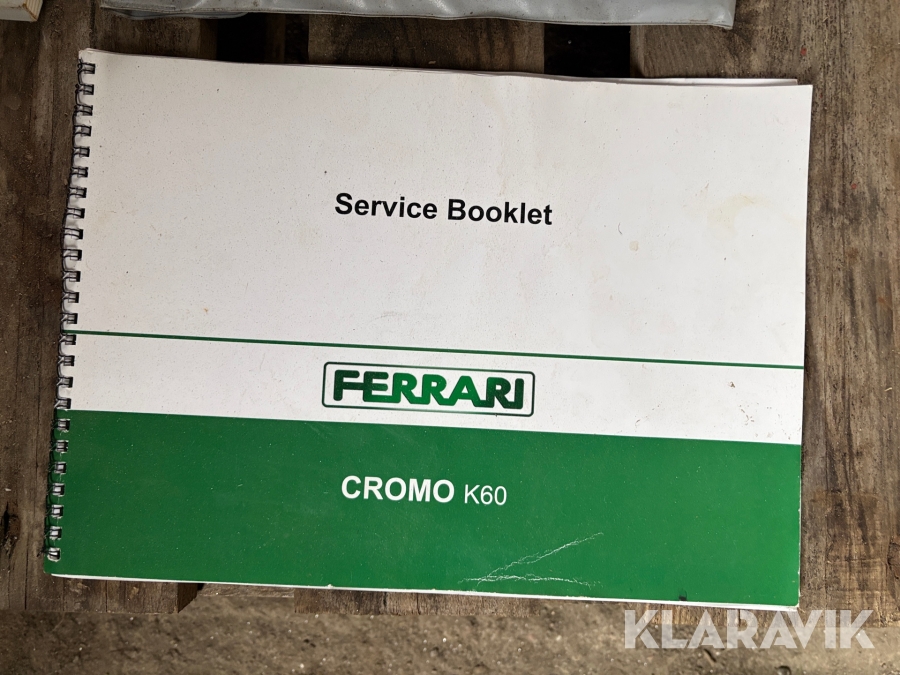 Service Booklet
FERRARI
CROMO K60
KLARAVIK